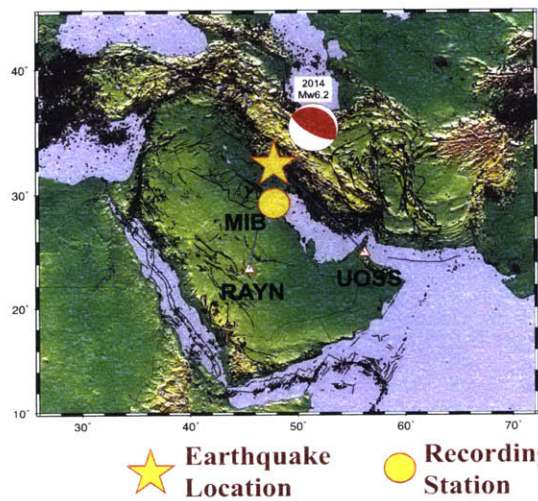 40°
30°
20°
10°
30°
40°
50°
60°
70°
2014
Mw6.2
MIB
RAYN
UOSS
Earthquake
Location
Recording
Station